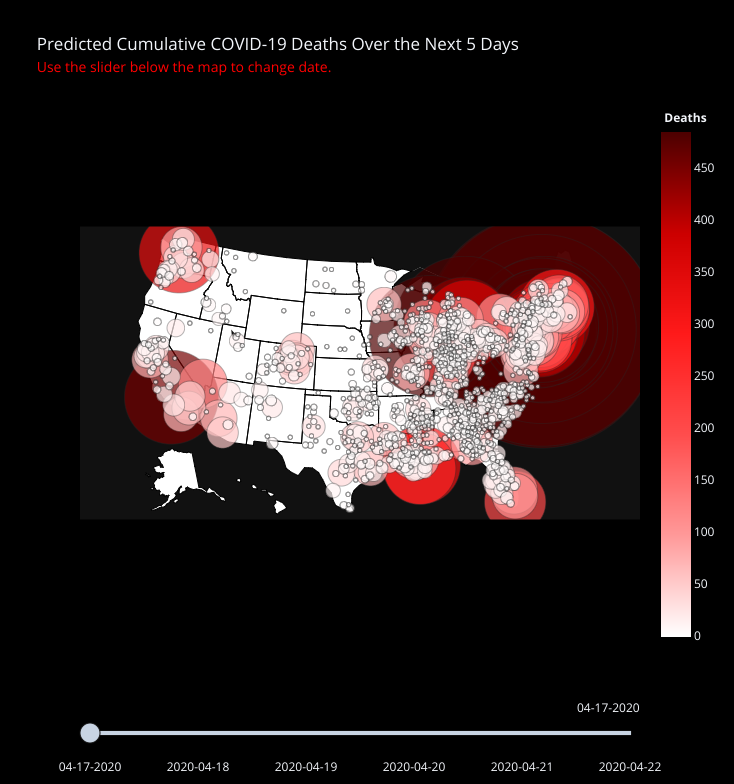 Predicted Cumulative COVID-19 Deaths Over the Next 5 Days
Use the slider below the map to change date.
Deaths
450
400
350
300
250
200
150
100
50
0
04-17-2020
04-17-2020 2020-04-18 2020-04-19 2020-04-20 2020-04-21 2020-04-22